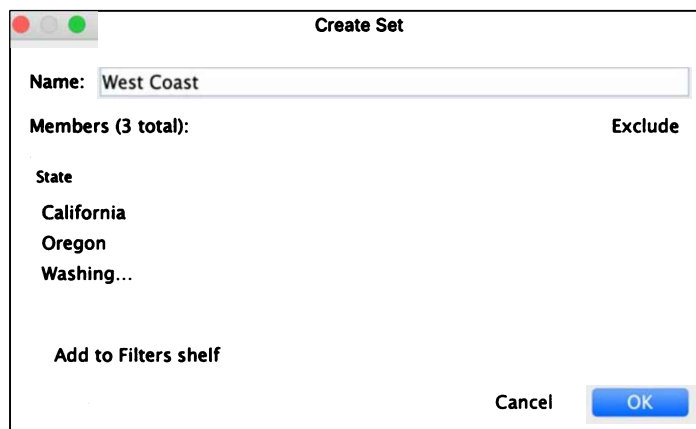 Create Set
Name: West Coast
Members (3 total): Exclude
State
California
Oregon
Washing...
Add to Filters shelf
Cancel OK